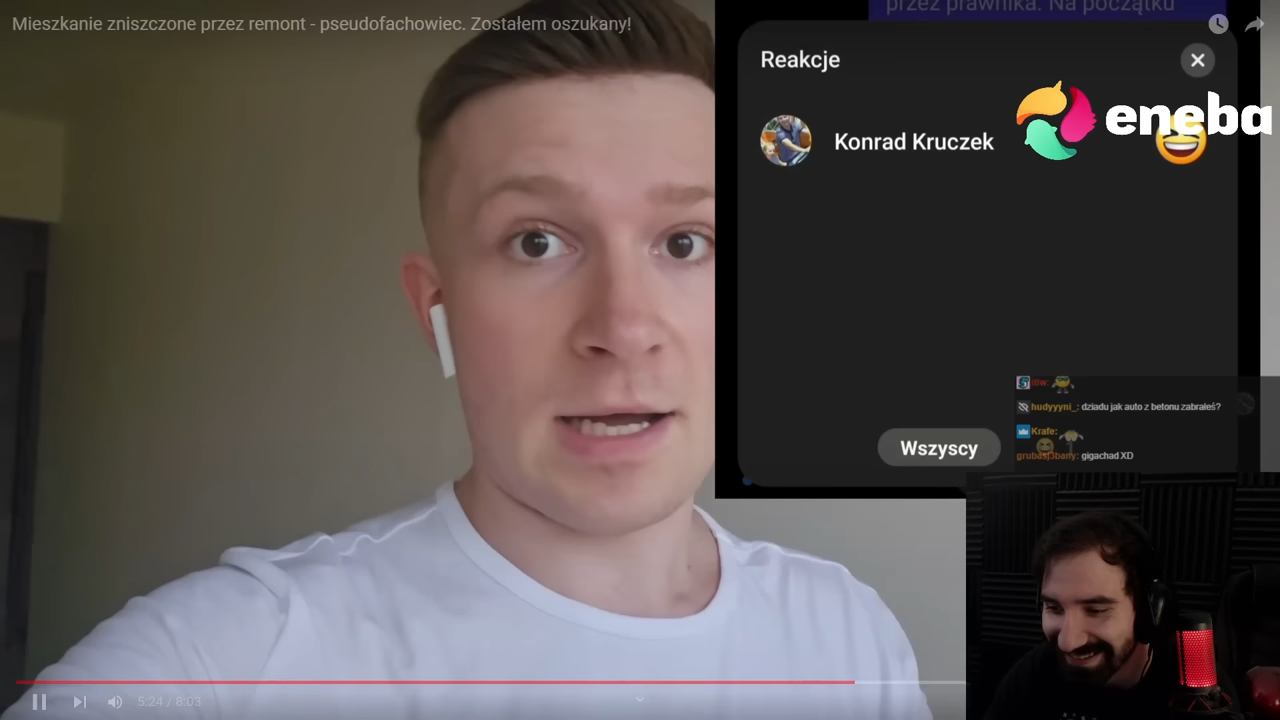 Mieszkanie zniszczone przez remont - pseudofachowiec. Zostałem oszukany!
przez prawnika. Na początku
Reakcje
eneba
Konrad Kruczek
hudyyyni_: dziadu jak auto z betonu zabrałeś?
Krafe:
gigachad XD
Wszyscy
5:24 / 8:03